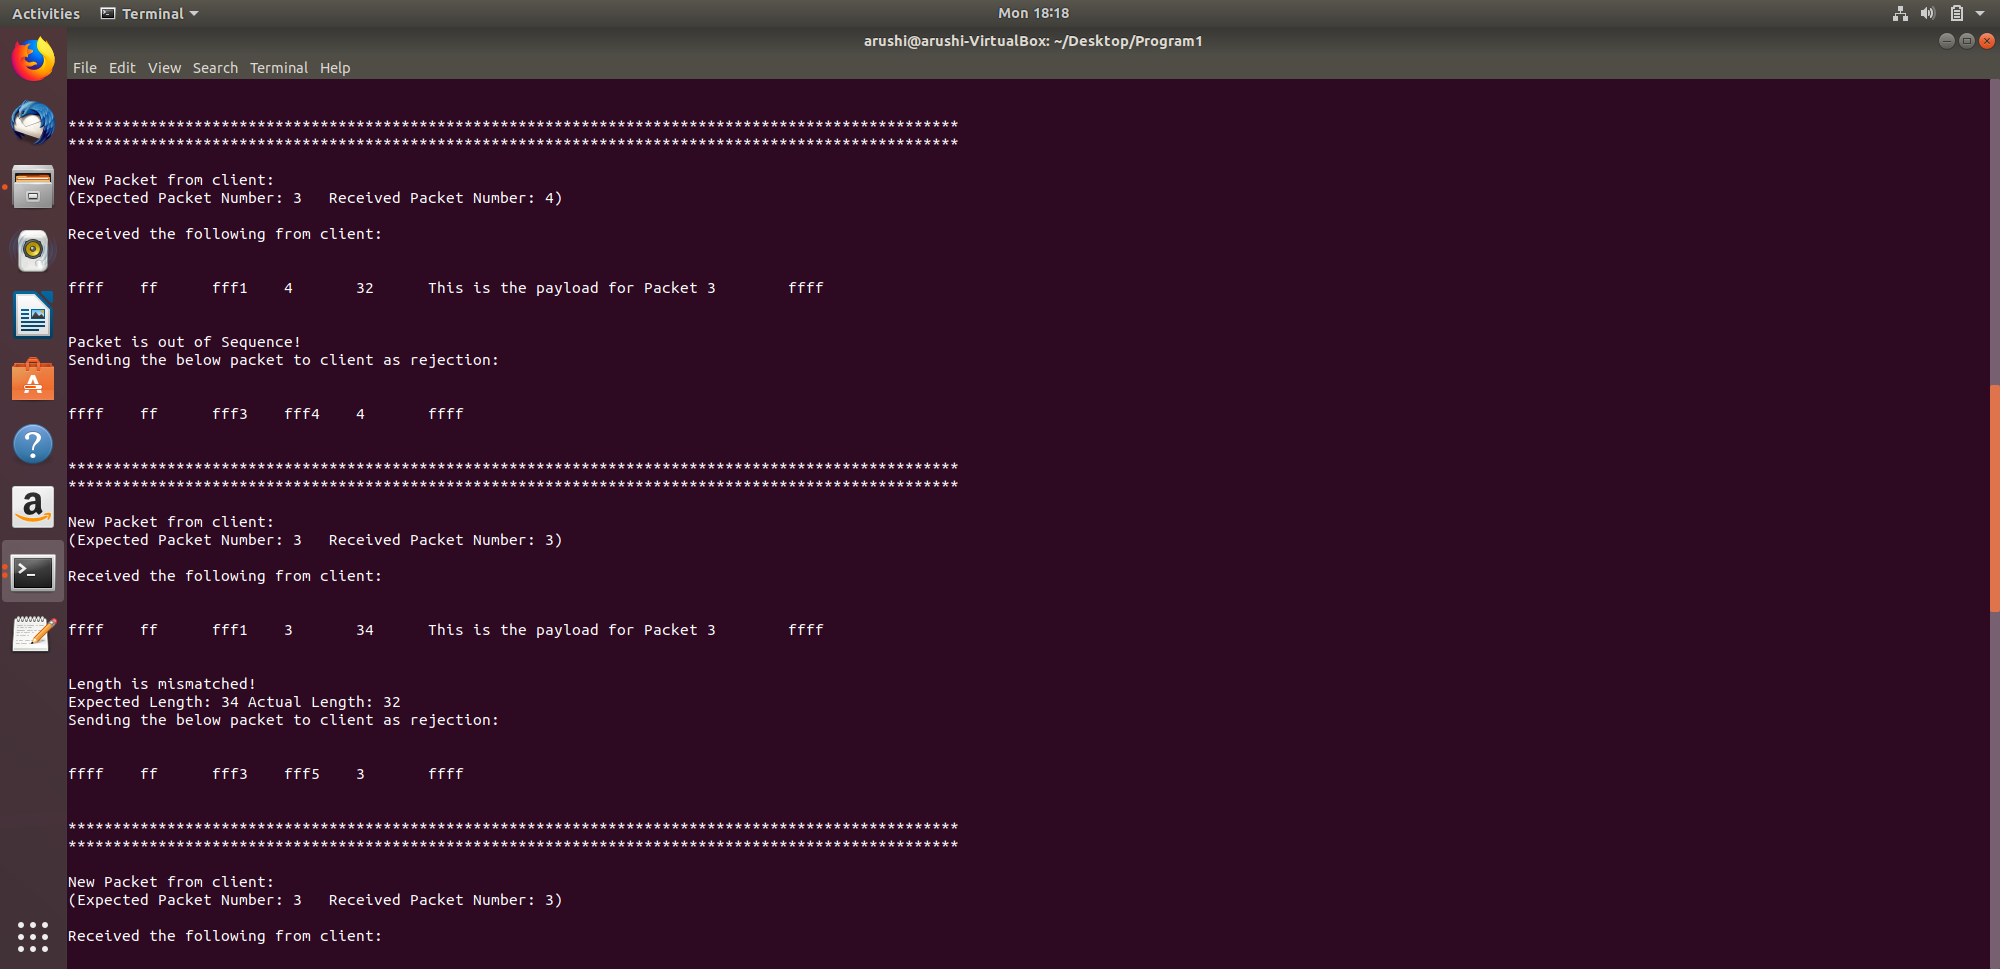 Activities Terminal Mon 18:18
arushi@arushi-VirtualBox: ~/Desktop/Program1
File Edit View Search Terminal Help
***************************************************************************************************
***************************************************************************************************
New Packet from client:
(Expected Packet Number: 3 Received Packet Number: 4)
Received the following from client:
ffff ff fff1 4 32 This is the payload for Packet 3 ffff
Packet is out of Sequence!
Sending the below packet to client as rejection:
ffff ff fff3 fff4 4 ffff
***************************************************************************************************
***************************************************************************************************
New Packet from client:
(Expected Packet Number: 3 Received Packet Number: 3)
Received the following from client:
ffff ff fff1 3 34 This is the payload for Packet 3 ffff
Length is mismatched!
Expected Length: 34 Actual Length: 32
Sending the below packet to client as rejection:
ffff ff fff3 fff5 3 ffff
***************************************************************************************************
***************************************************************************************************
New Packet from client:
(Expected Packet Number: 3 Received Packet Number: 3)
Received the following from client: